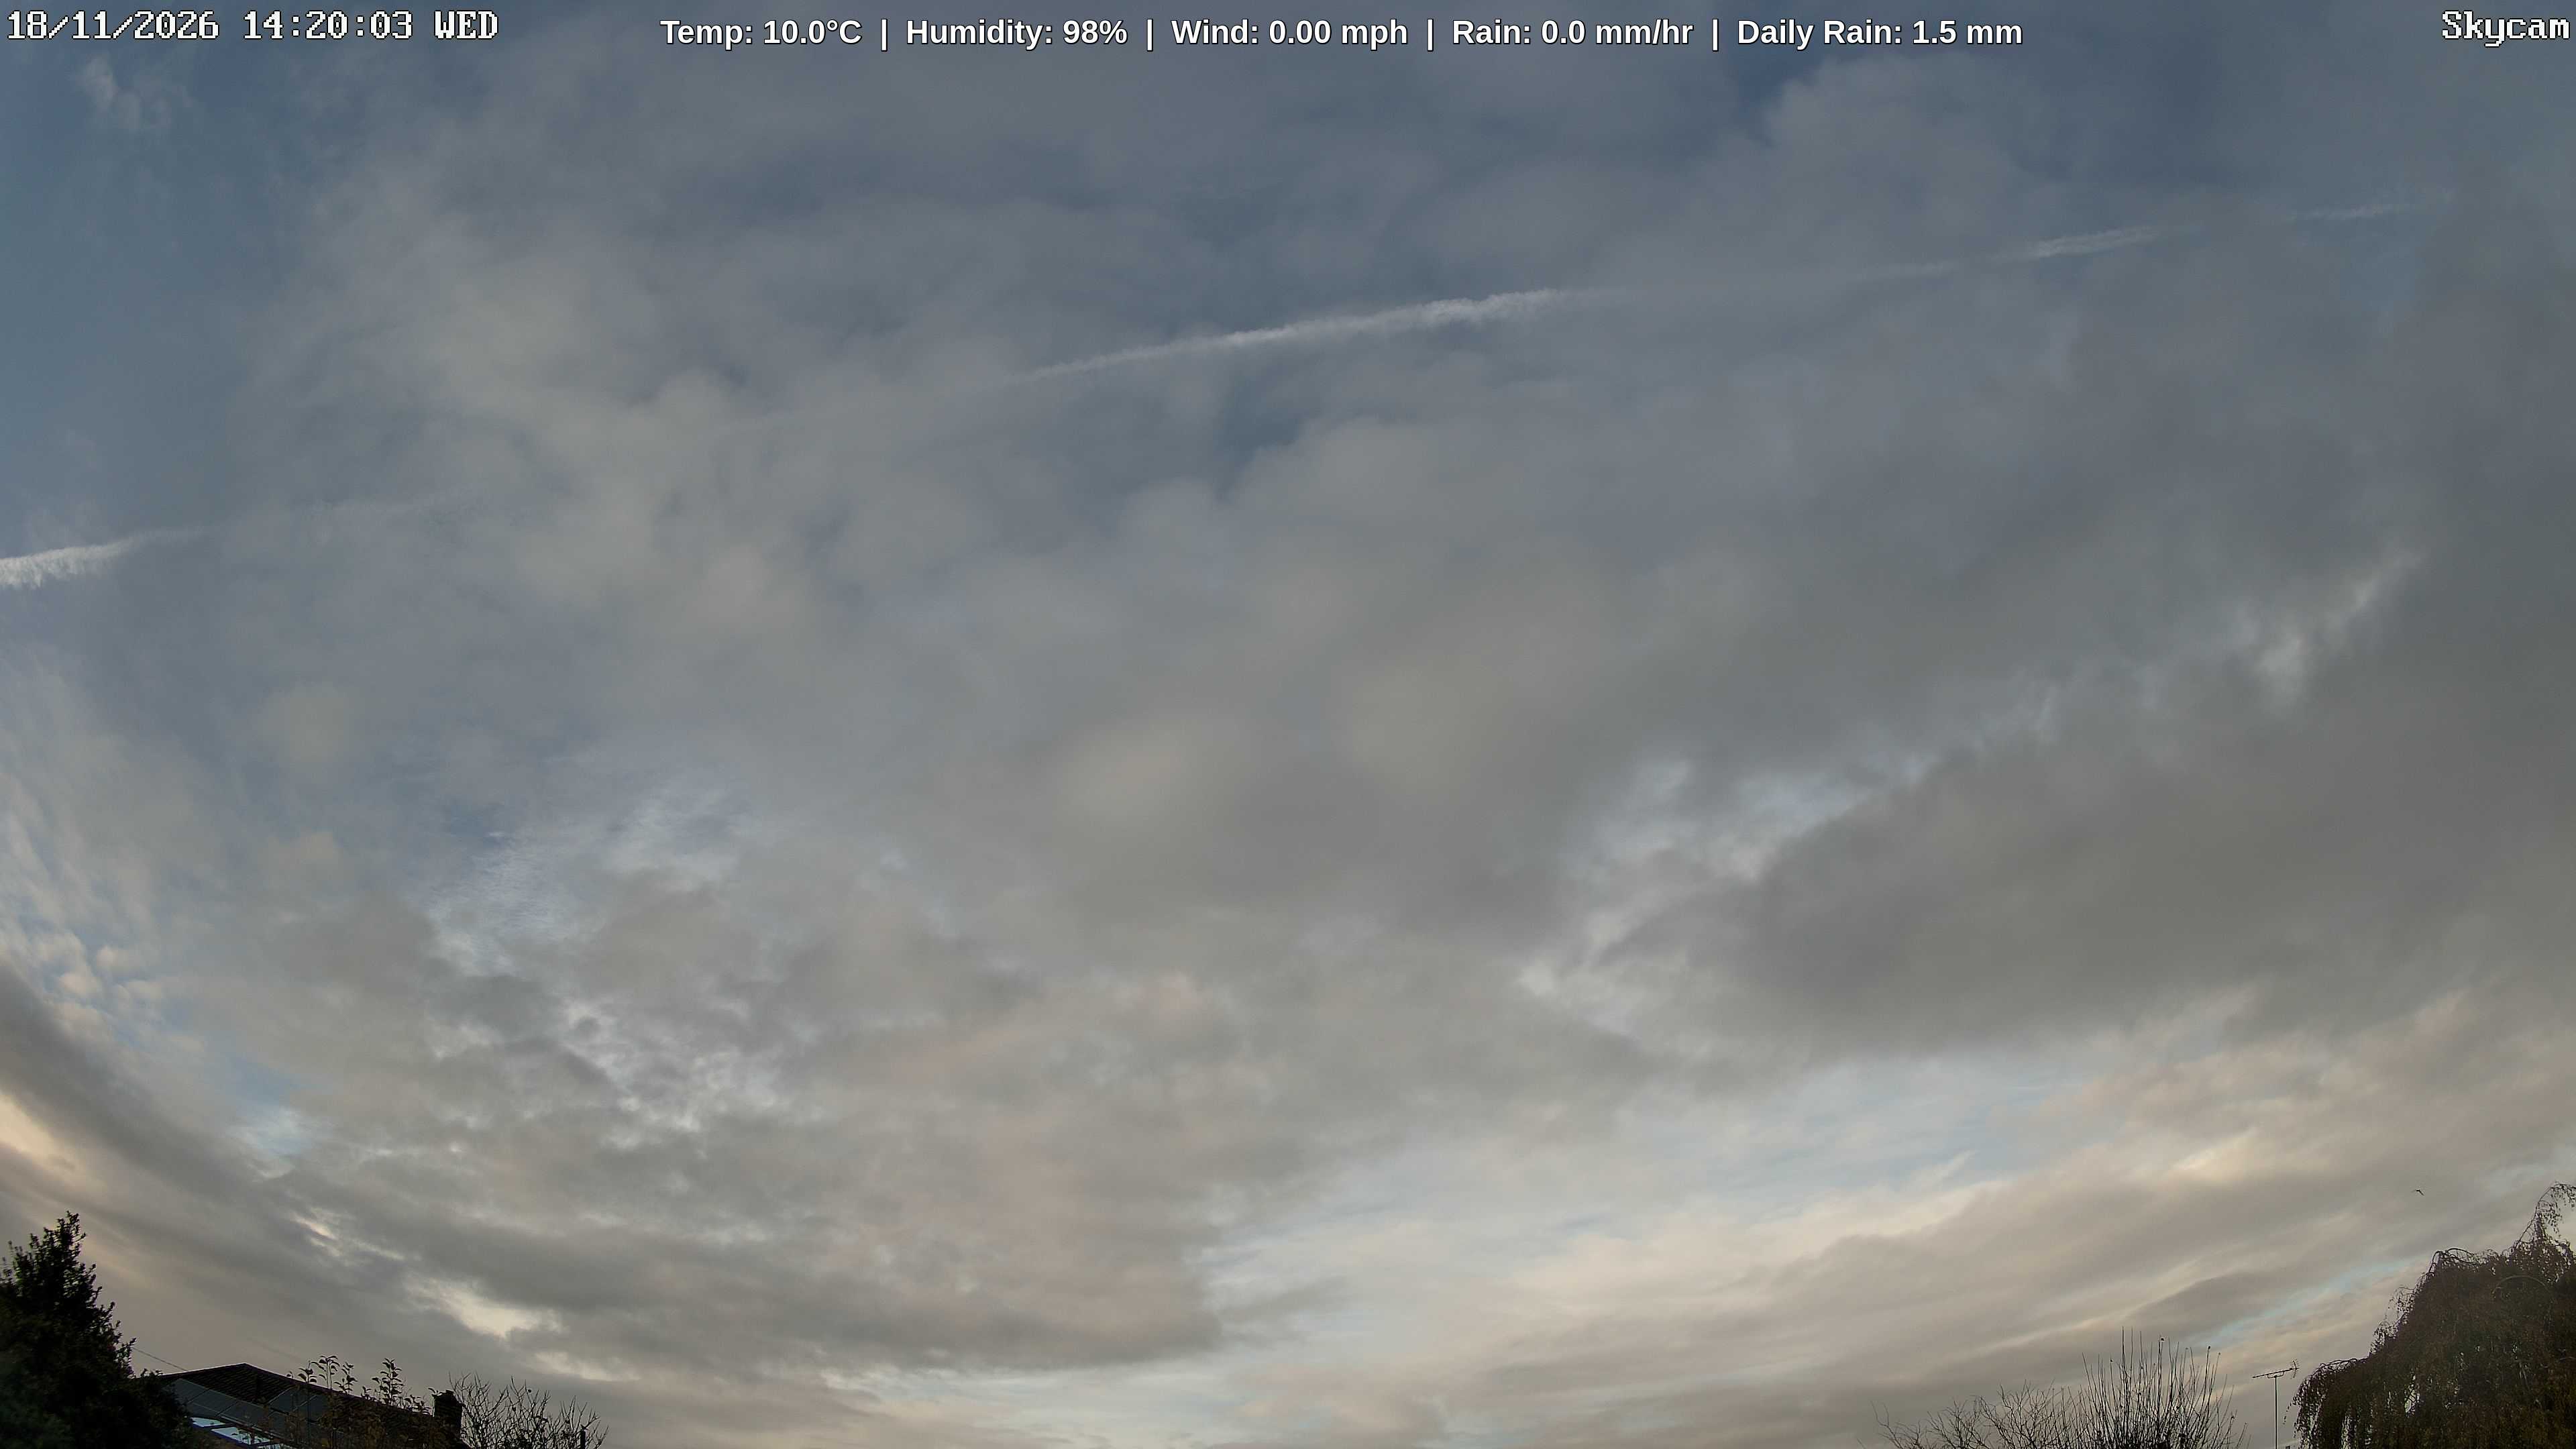 18/11/2026 14:20:03 WED
Temp: 10.0°C | Humidity: 98% | Wind: 0.00 mph | Rain: 0.0 mm/hr | Daily Rain: 1.5 mm
Skycam